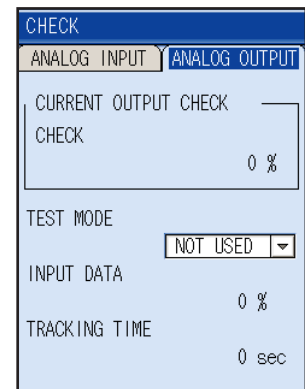 CHECK
ANALOG INPUT ANALOG OUTPUT
CURRENT OUTPUT CHECK
CHECK
0 %
TEST MODE
NOT USED
INPUT DATA
0 %
TRACKING TIME
0 sec